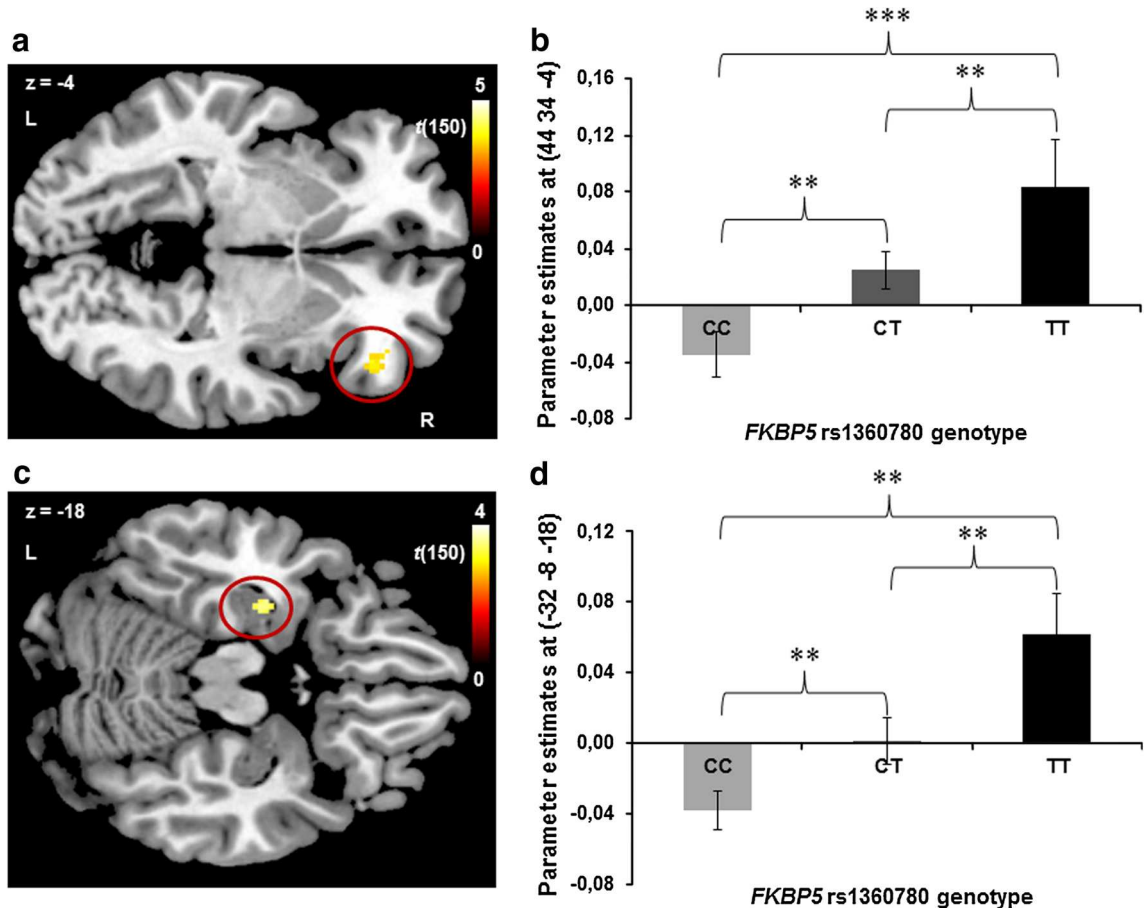 a
z = -4
L
5
t(150)
0
R
b
***
**
**
Parameter estimates at (44 34 -4)
0,16
0,12
0,08
0,04
0,00
-0,04
-0,08
CC
CT
TT
FKBP5 rs1360780 genotype
c
z = -18
L
4
t(150)
0
d
**
**
**
Parameter estimates at (-32 -8 -18)
0,12
0,08
0,04
0,00
-0,04
-0,08
CC
CT
TT
FKBP5 rs1360780 genotype